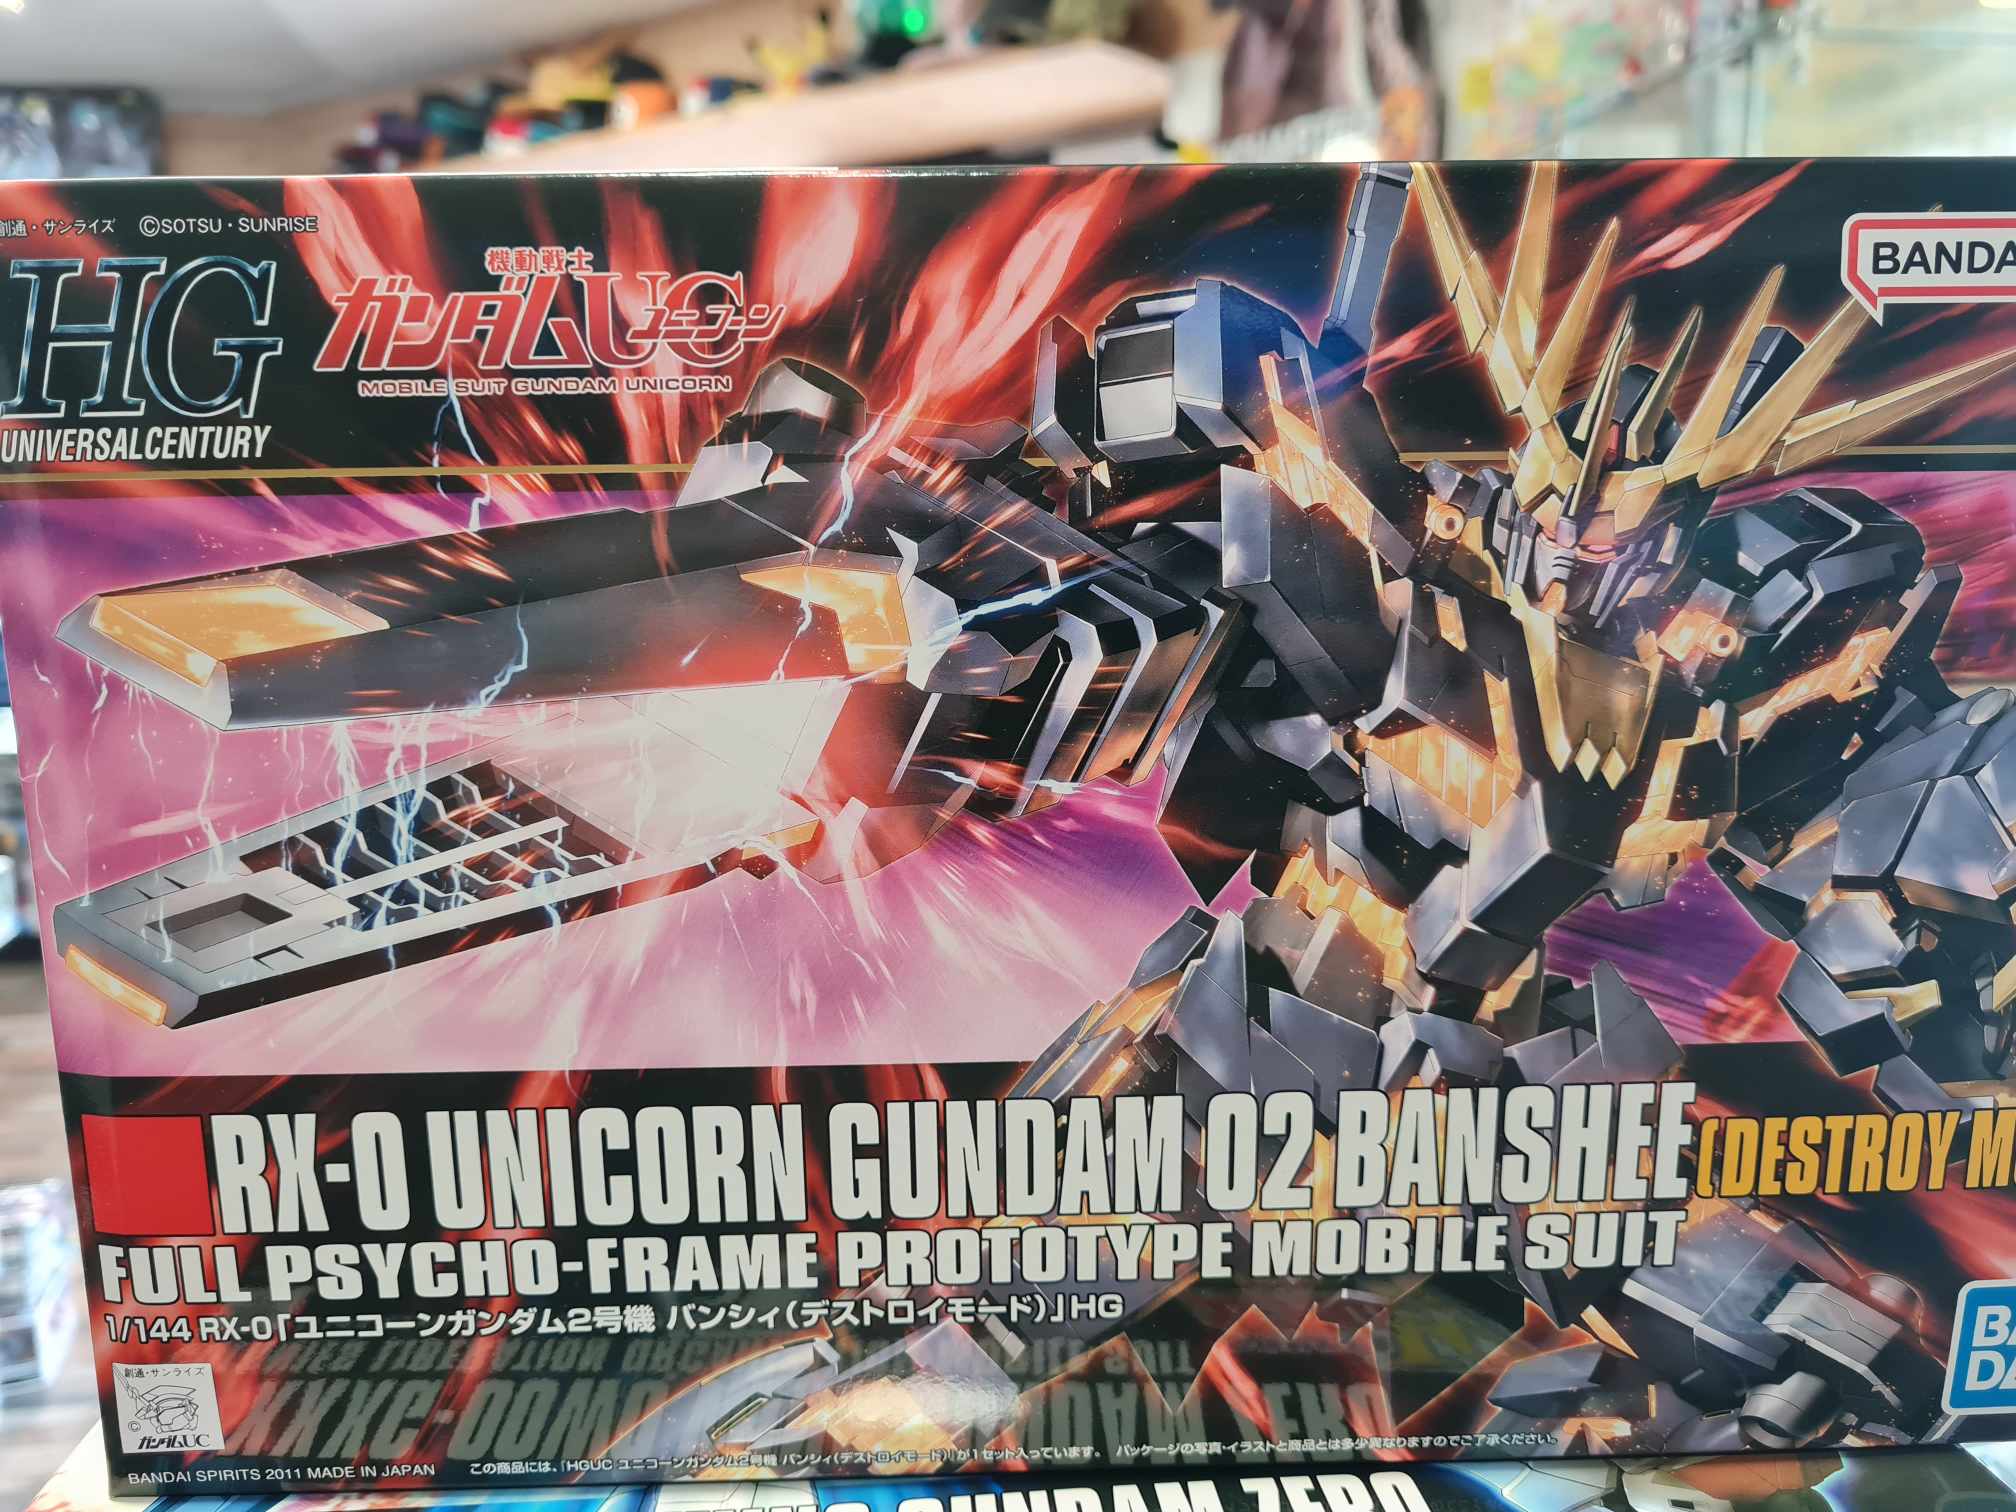 創通・サンライズ ©SOTSU・SUNRISE
HG
UNIVERSAL CENTURY
機動戦士
ガンダムUC
ユニコーン
MOBILE SUIT GUNDAM UNICORN
BANDA
RX-0 UNICORN GUNDAM 02 BANSHEE (DESTROY M
FULL PSYCHO-FRAME PROTOTYPE MOBILE SUIT
1/144 RX-0「ユニコーンガンダム2号機 バンシィ(デストロイモード)」HG
創通・サンライズ
©
ガンダムUC
BANDAI SPIRITS 2011 MADE IN JAPAN
この商品には、「HGUC ユニコーンガンダム2号機 バンシィ(デストロイモード)」が1セット入っています。 パッケージの写真・イラストと商品とは多少異なりますのでご了承ください。
BA
DA
GUNDAM ZERO